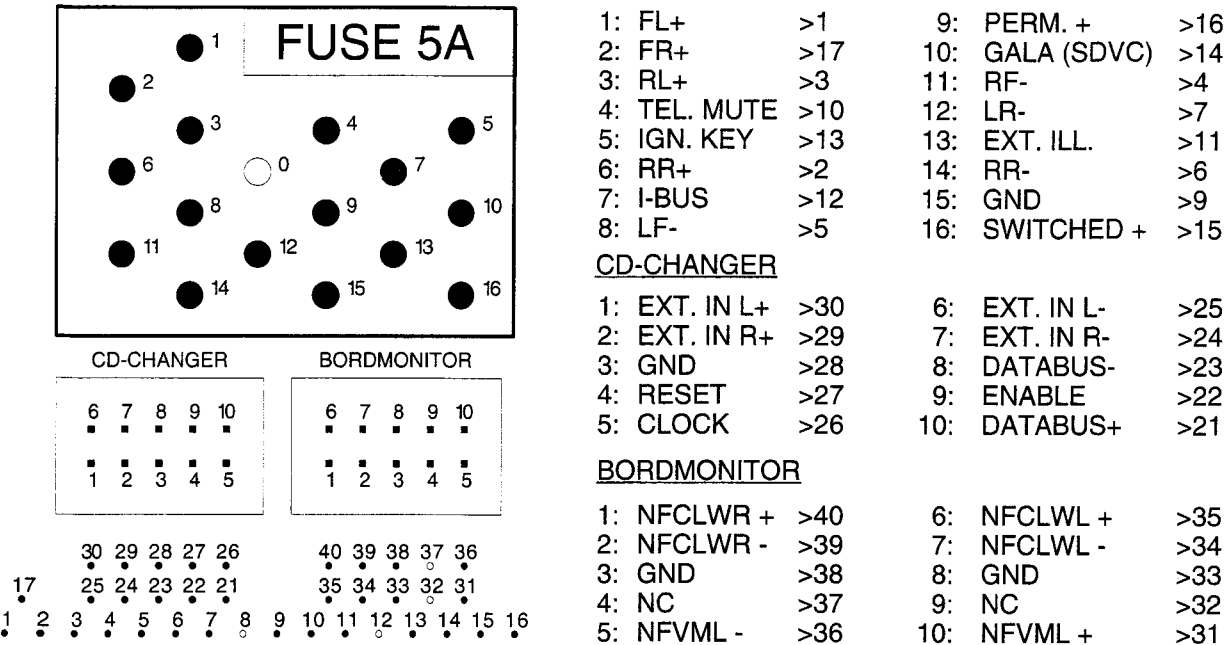 FUSE 5A
1
2
3
4
5
6
0
7
8
9
10
11
12
13
14
15
16
CD-CHANGER
6 7 8 9 10
1 2 3 4 5
BORDMONITOR
6 7 8 9 10
1 2 3 4 5
30 29 28 27 26
40 39 38 37 36
17
25 24 23 22 21
35 34 33 32 31
1 2 3 4 5 6 7 8 9 10 11 12 13 14 15 16
1: FL+ >1
2: FR+ >17
3: RL+ >3
4: TEL. MUTE >10
5: IGN. KEY >13
6: RR+ >2
7: I-BUS >12
8: LF- >5
9: PERM. + >16
10: GALA (SDVC) >14
11: RF- >4
12: LR- >7
13: EXT. ILL. >11
14: RR- >6
15: GND >9
16: SWITCHED + >15
CD-CHANGER
1: EXT. IN L+ >30
2: EXT. IN R+ >29
3: GND >28
4: RESET >27
5: CLOCK >26
6: EXT. IN L- >25
7: EXT. IN R- >24
8: DATABUS- >23
9: ENABLE >22
10: DATABUS+ >21
BORDMONITOR
1: NFCLWR + >40
2: NFCLWR - >39
3: GND >38
4: NC >37
5: NFVML - >36
6: NFCLWL + >35
7: NFCLWL - >34
8: GND >33
9: NC >32
10: NFVML + >31